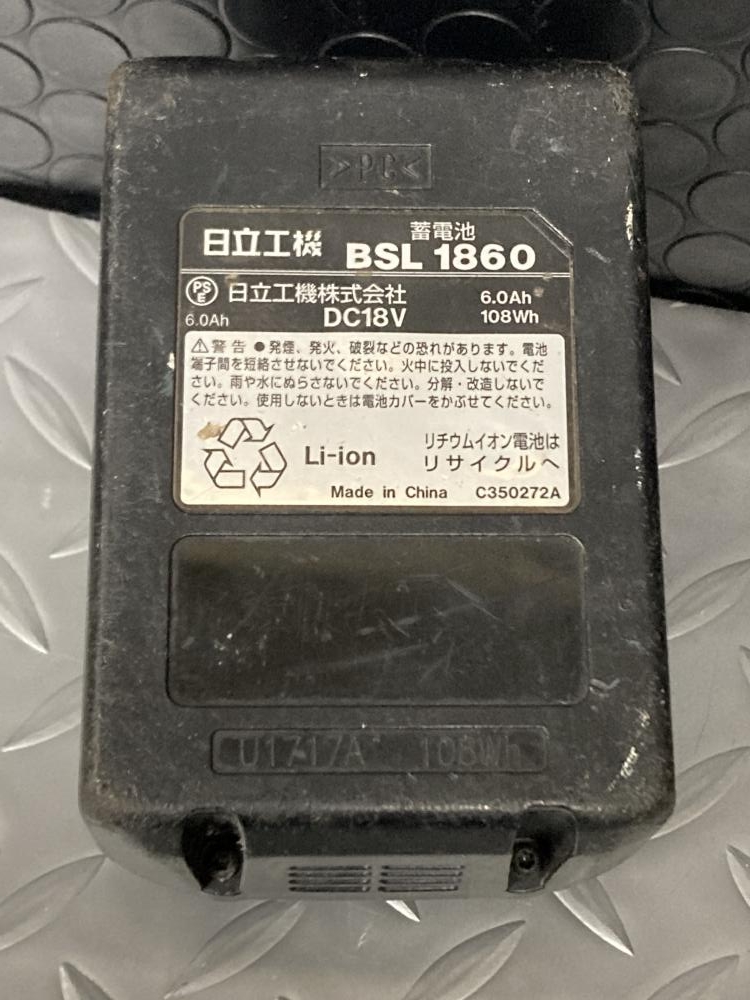 >PC<
日立工機 蓄電池
BSL 1860
PSE 日立工機株式会社 6.0Ah
6.0Ah DC18V 108Wh
⚠警告 ●発煙、発火、破裂などの恐れがあります。電池
端子間を短絡させないでください。火中に投入しないでくだ
さい。雨や水にぬらさないでください。分解・改造しないで
ください。使用しないときは電池カバーをかぶせてください。
Li-ion リチウムイオン電池は
リサイクルへ
Made in China C350272A
U1717A 108Wh